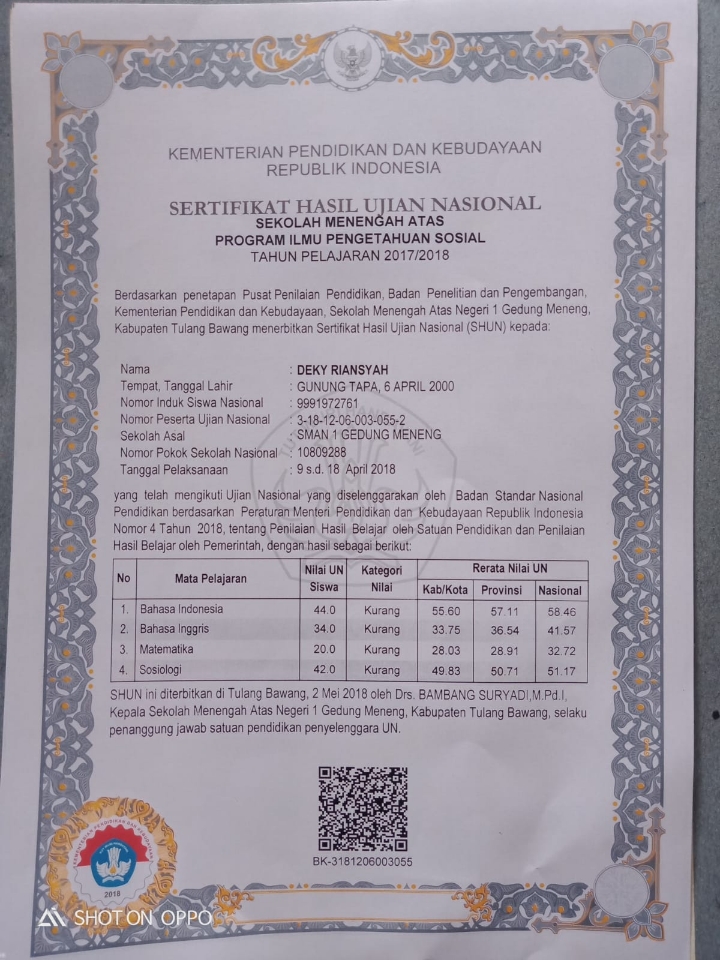 KEMENTERIAN PENDIDIKAN DAN KEBUDAYAAN
REPUBLIK INDONESIA
SERTIFIKAT HASIL UJIAN NASIONAL
SEKOLAH MENENGAH ATAS
PROGRAM ILMU PENGETAHUAN SOSIAL
TAHUN PELAJARAN 2017/2018
Berdasarkan penetapan Pusat Penilaian Pendidikan, Badan Penelitian dan Pengembangan,
Kementerian Pendidikan dan Kebudayaan, Sekolah Menengah Atas Negeri 1 Gedung Meneng,
Kabupaten Tulang Bawang menerbitkan Sertifikat Hasil Ujian Nasional (SHUN) kepada:
Nama : DEKY RIANSYAH
Tempat, Tanggal Lahir : GUNUNG TAPA, 6 APRIL 2000
Nomor Induk Siswa Nasional : 9991972761
Nomor Peserta Ujian Nasional : 3-18-12-06-003-055-2
Sekolah Asal : SMAN 1 GEDUNG MENENG
Nomor Pokok Sekolah Nasional : 10809288
Tanggal Pelaksanaan : 9 s.d. 18 April 2018
yang telah mengikuti Ujian Nasional yang diselenggarakan oleh Badan Standar Nasional
Pendidikan berdasarkan Peraturan Menteri Pendidikan dan Kebudayaan Republik Indonesia
Nomor 4 Tahun 2018, tentang Penilaian Hasil Belajar oleh Satuan Pendidikan dan Penilaian
Hasil Belajar oleh Pemerintah, dengan hasil sebagai berikut:
No Mata Pelajaran Nilai UN Siswa Kategori Nilai Rerata Nilai UN
Kab/Kota Provinsi Nasional
1. Bahasa Indonesia 44.0 Kurang 55.60 57.11 58.46
2. Bahasa Inggris 34.0 Kurang 33.75 36.54 41.57
3. Matematika 20.0 Kurang 28.03 28.91 32.72
4. Sosiologi 42.0 Kurang 49.83 50.71 51.17
SHUN ini diterbitkan di Tulang Bawang, 2 Mei 2018 oleh Drs. BAMBANG SURYADI,M.Pd.I,
Kepala Sekolah Menengah Atas Negeri 1 Gedung Meneng, Kabupaten Tulang Bawang, selaku
penanggung jawab satuan pendidikan penyelenggara UN.
BK-3181206003055
KEMENTERIAN PENDIDIKAN DAN KEBUDAYAAN
2018
SHOT ON OPPO